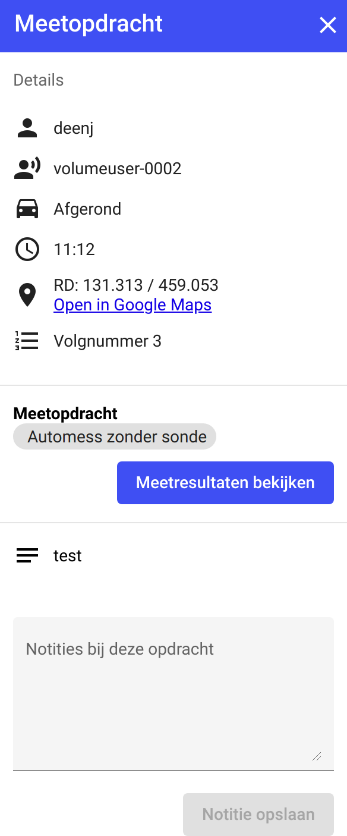 Meetopdracht
Details
deenj
volumeuser-0002
Afgerond
11:12
RD: 131.313 / 459.053
Open in Google Maps
Volgnummer 3
Meetopdracht
Automess zonder sonde
Meetresultaten bekijken
test
Notities bij deze opdracht
Notitie opslaan